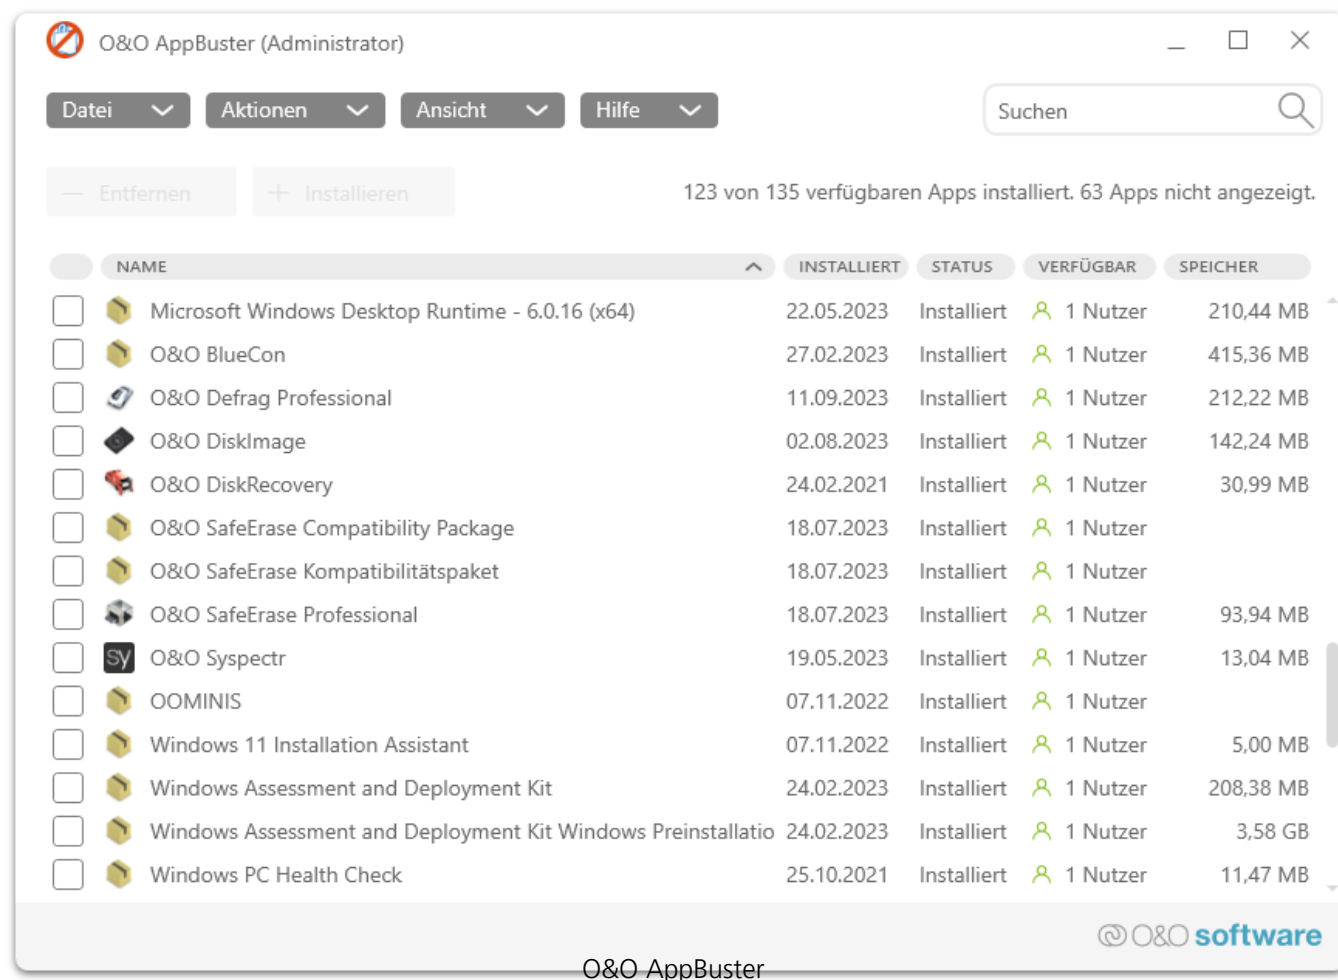 O&O AppBuster (Administrator)
Datei Aktionen Ansicht Hilfe Suchen
Entfernen Installieren 123 von 135 verfügbaren Apps installiert. 63 Apps nicht angezeigt.
NAME INSTALLIERT STATUS VERFÜGBAR SPEICHER
Microsoft Windows Desktop Runtime - 6.0.16 (x64) 22.05.2023 Installiert 1 Nutzer 210,44 MB
O&O BlueCon 27.02.2023 Installiert 1 Nutzer 415,36 MB
O&O Defrag Professional 11.09.2023 Installiert 1 Nutzer 212,22 MB
O&O DiskImage 02.08.2023 Installiert 1 Nutzer 142,24 MB
O&O DiskRecovery 24.02.2021 Installiert 1 Nutzer 30,99 MB
O&O SafeErase Compatibility Package 18.07.2023 Installiert 1 Nutzer
O&O SafeErase Kompatibilitätspaket 18.07.2023 Installiert 1 Nutzer
O&O SafeErase Professional 18.07.2023 Installiert 1 Nutzer 93,94 MB
sy O&O Syspectr 19.05.2023 Installiert 1 Nutzer 13,04 MB
OOMINIS 07.11.2022 Installiert 1 Nutzer
Windows 11 Installation Assistant 07.11.2022 Installiert 1 Nutzer 5,00 MB
Windows Assessment and Deployment Kit 24.02.2023 Installiert 1 Nutzer 208,38 MB
Windows Assessment and Deployment Kit Windows Preinstallatio 24.02.2023 Installiert 1 Nutzer 3,58 GB
Windows PC Health Check 25.10.2021 Installiert 1 Nutzer 11,47 MB
O&O software
O&O AppBuster